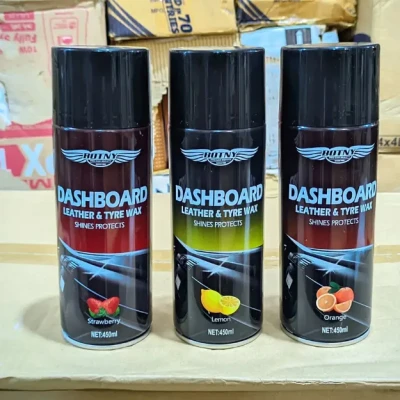 BOTNY
DASHBOARD
LEATHER & TYRE WAX
SHINES PROTECTS
Strawberry
NET:450ml
BOTNY
DASHBOARD
LEATHER & TYRE WAX
SHINES PROTECTS
Lemon
NET:450ml
BOTNY
DASHBOARD
LEATHER & TYRE WAX
SHINES PROTECTS
Orange
NET:450ml
70